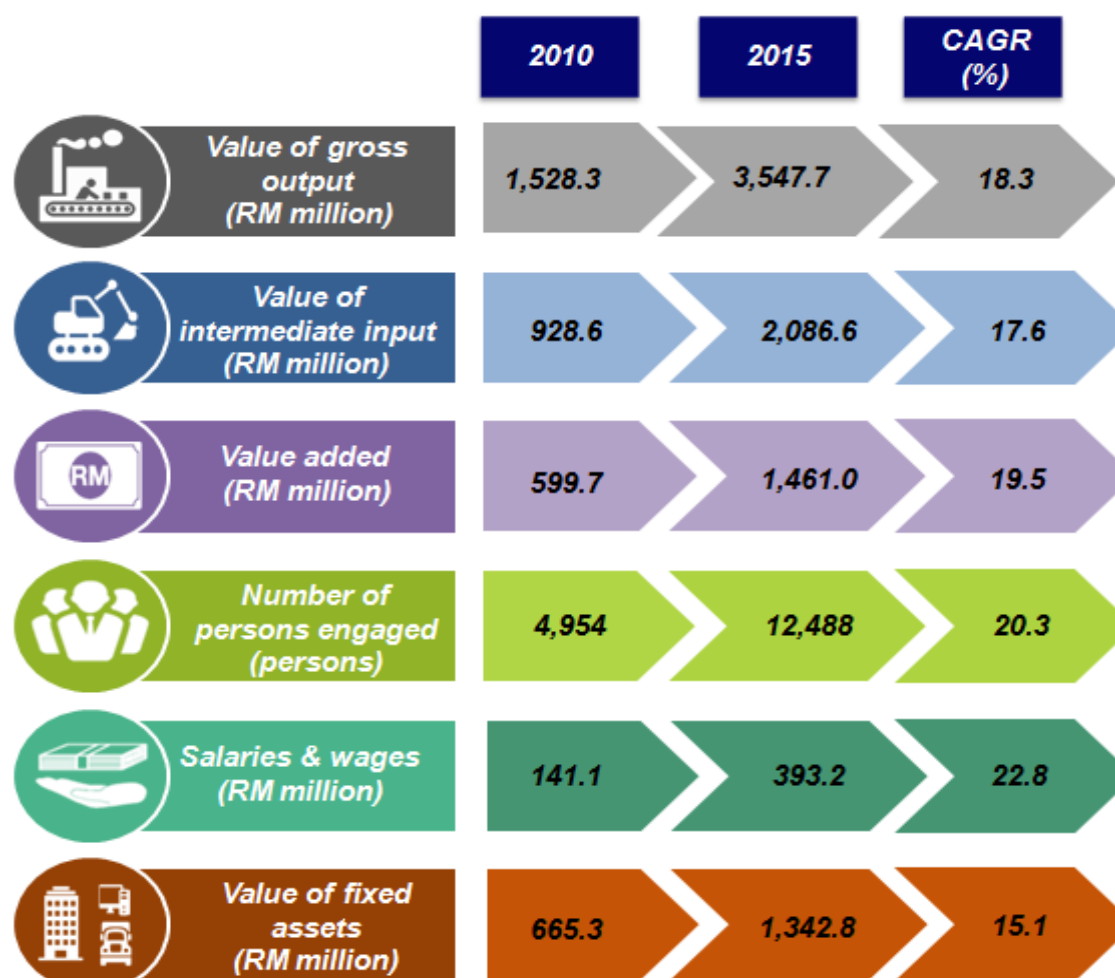 2010 2015 CAGR
(%)
Value of gross
output
(RM million)
1,528.3 3,547.7 18.3
Value of
intermediate input
(RM million)
928.6 2,086.6 17.6
RM
Value added
(RM million)
599.7 1,461.0 19.5
Number of
persons engaged
(persons)
4,954 12,488 20.3
Salaries & wages
(RM million)
141.1 393.2 22.8
Value of fixed
assets
(RM million)
665.3 1,342.8 15.1